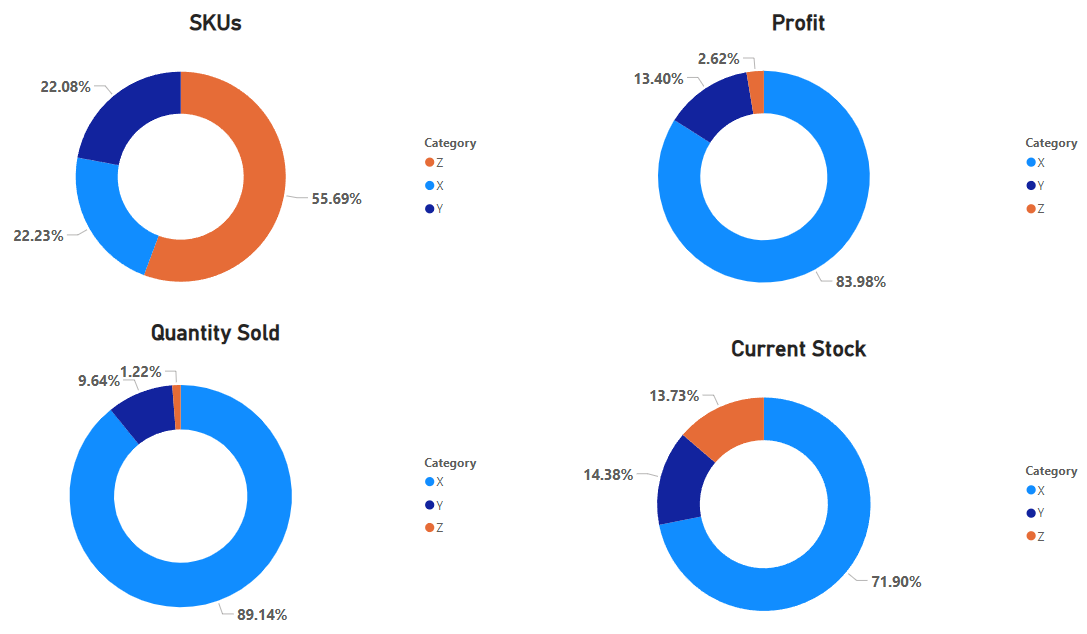 SKUs
22.08%
55.69%
22.23%
Category
Z
X
Y
Profit
2.62%
13.40%
83.98%
Category
X
Y
Z
Quantity Sold
1.22%
9.64%
89.14%
Category
X
Y
Z
Current Stock
13.73%
14.38%
71.90%
Category
X
Y
Z